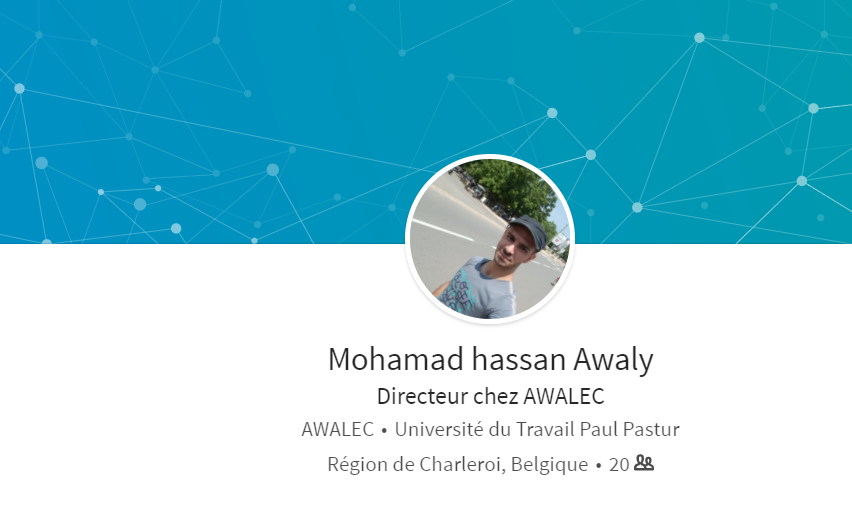 Mohamad hassan Awaly
Directeur chez AWALEC
AWALEC • Université du Travail Paul Pastur
Région de Charleroi, Belgique • 20